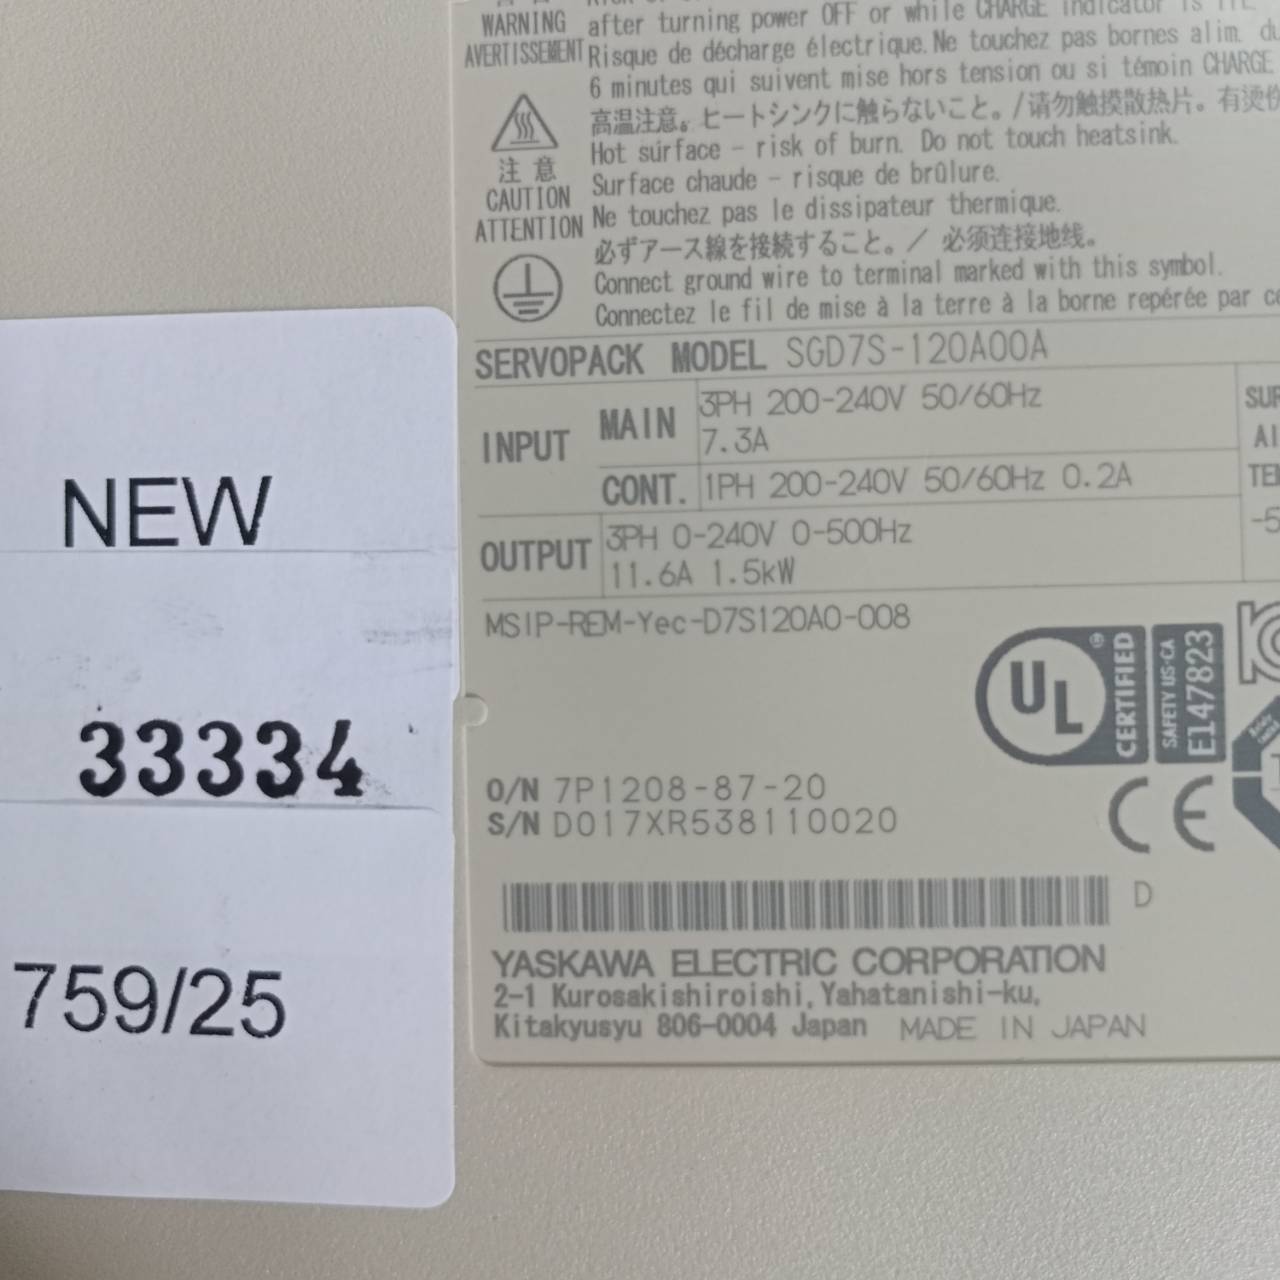 WARNING after turning power OFF or while CHARGE
AVERTISSEMENT Risque de décharge électrique. Ne touchez pas bornes alim. du
6 minutes qui suivent mise hors tension ou si témoin CHARGE
高温注意。ヒートシンクに触らないこと。/请勿触摸散热片。有烫伤
Hot surface - risk of burn. Do not touch heatsink.
注 意
CAUTION Surface chaude - risque de brûlure.
ATTENTION Ne touchez pas le dissipateur thermique.
必ずアース線を接続すること。/ 必须连接地线。
Connect ground wire to terminal marked with this symbol.
Connectez le fil de mise à la terre à la borne repérée par
SERVOPACK MODEL SGD7S-120A00A
INPUT MAIN 3PH 200-240V 50/60Hz
7.3A
CONT. 1PH 200-240V 50/60Hz 0.2A
OUTPUT 3PH 0-240V 0-500Hz
11.6A 1.5kW
MSIP-REM-Yec-D7S120A0-008
UL ® CERTIFIED
SAFETY US-CA
E147823
CE
O/N 7P1208-87-20
S/N D017XR538110020
D
YASKAWA ELECTRIC CORPORATION
2-1 Kurosakishiroishi, Yahatanishi-ku,
Kitakyusyu 806-0004 Japan MADE IN JAPAN
NEW
33334
759/25